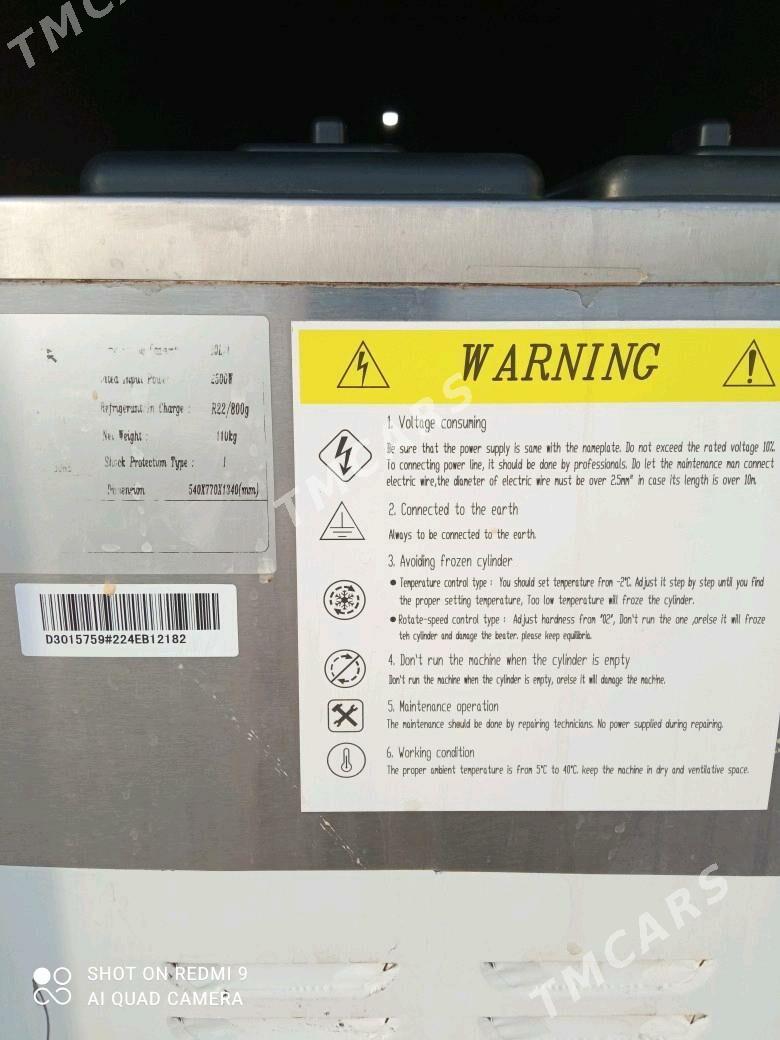 TMCARS
Input Power 2500W
Refrigerant in Charge : R22/800g
Net Weight : 110kg
Shock Protection Type : I
Dimension 540X770X1340(mm)
D3015759#224EB12182
WARNING
1. Voltage consuming
Be sure that the power supply is same with the nameplate. Do not exceed the rated voltage 10%.
To connecting power line, it should be done by professionals. Do let the maintenance man connect
electric wire,the diameter of electric wire must be over 2.5mm" in case its length is over 10m.
2. Connected to the earth
Always to be connected to the earth.
3. Avoiding frozen cylinder
● Temperature control type : You should set temperature from -2℃. Adjust it step by step until you find
the proper setting temperature, Too low temperature will froze the cylinder.
● Rotate-speed control type : Adjust hardness from "02", Don't run the one ,orelse it will froze
teh cylinder and damage the beater. please keep equilibria.
4. Don't run the machine when the cylinder is empty
Don't run the machine when the cylinder is empty, orelse it will damage the machine.
5. Maintenance operation
The maintenance should be done by repairing technicians. No power supplied during repairing.
6. Working condition
The proper ambient temperature is from 5℃ to 40℃. keep the machine in dry and ventilative space.
TMCARS
TMCARS
SHOT ON REDMI 9
AI QUAD CAMERA